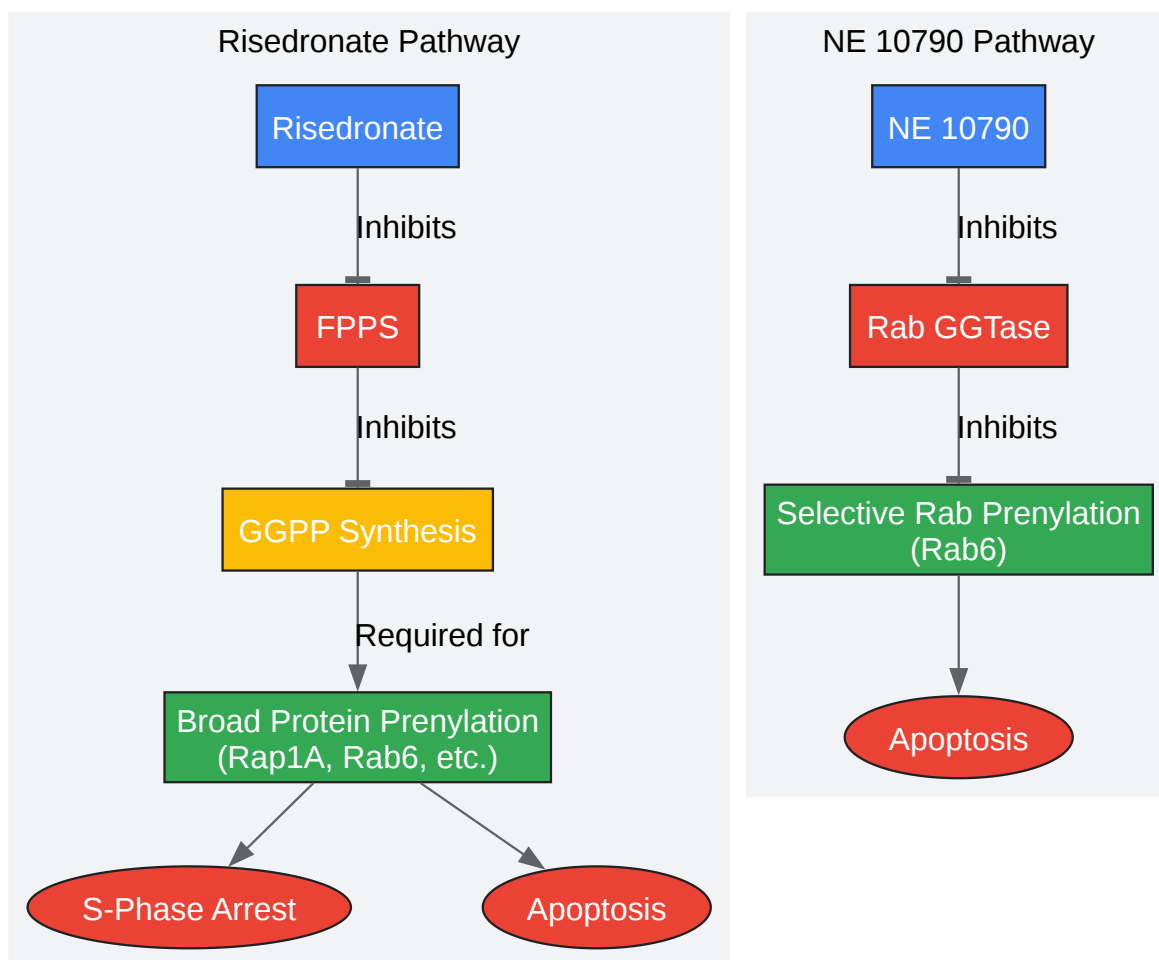 Risedronate Pathway
Risedronate
Inhibits
FPPS
Inhibits
GGPP Synthesis
Required for
Broad Protein Prenylation
(Rap1A, Rab6, etc.)
S-Phase Arrest
Apoptosis
NE 10790 Pathway
NE 10790
Inhibits
Rab GGTase
Inhibits
Selective Rab Prenylation
(Rab6)
Apoptosis